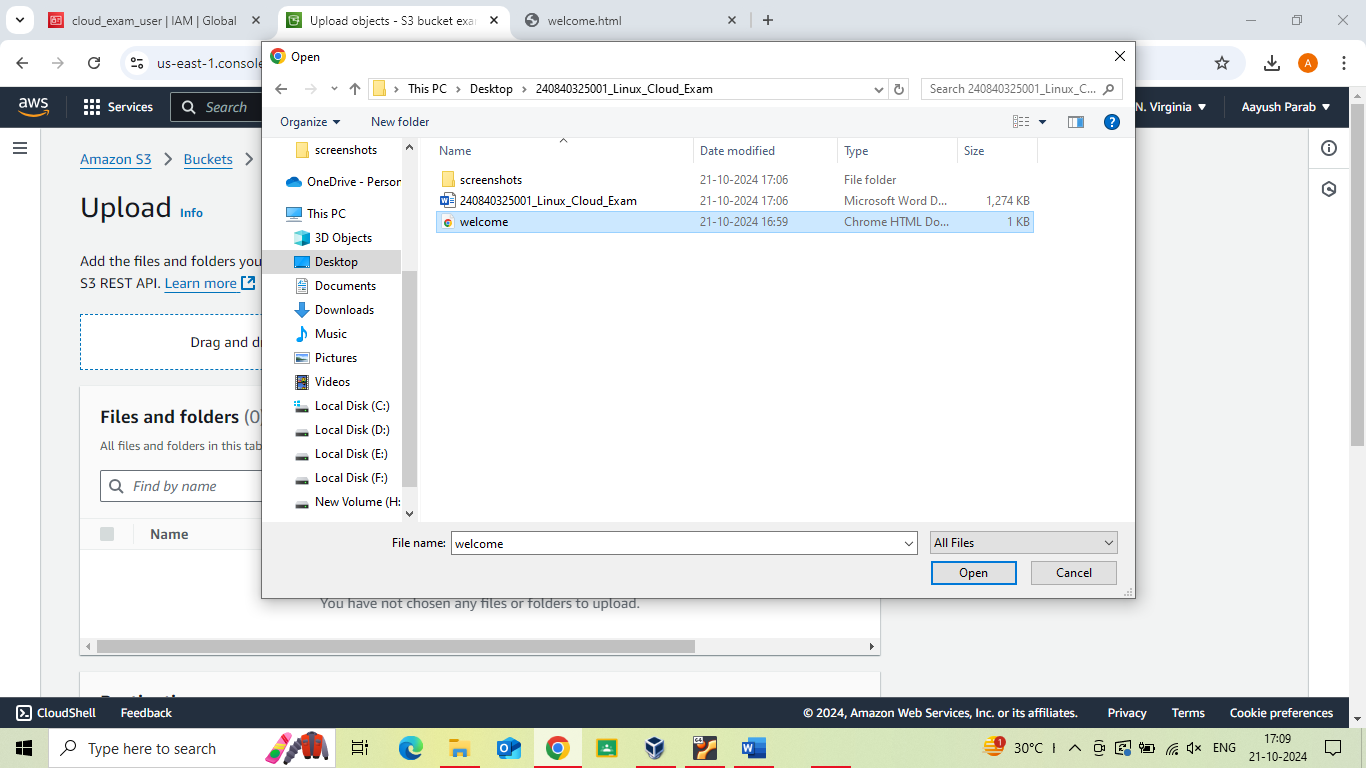 cloud_exam_user | IAM | Global
Upload objects - S3 bucket exa
welcome.html
us-east-1.console
A
Open
This PC > Desktop > 240840325001_Linux_Cloud_Exam
Search 240840325001_Linux_C...
aws
Services
Search
N. Virginia
Aayush Parab
Organize
New folder
Amazon S3
Buckets
Upload
Info
Add the files and folders you
S3 REST API. Learn more
Drag and d
Files and folders (0)
All files and folders in this tab
Find by name
Name
screenshots
OneDrive - Person
This PC
3D Objects
Desktop
Documents
Downloads
Music
Pictures
Videos
Local Disk (C:)
Local Disk (D:)
Local Disk (E:)
Local Disk (F:)
New Volume (H:
Name Date modified Type Size
screenshots 21-10-2024 17:06 File folder
240840325001_Linux_Cloud_Exam 21-10-2024 17:06 Microsoft Word D... 1,274 KB
welcome 21-10-2024 16:59 Chrome HTML Do... 1 KB
File name: welcome
All Files
Open
Cancel
You have not chosen any files or folders to upload.
CloudShell
Feedback
© 2024, Amazon Web Services, Inc. or its affiliates.
Privacy
Terms
Cookie preferences
Type here to search
1
30°C
ENG
17:09
21-10-2024